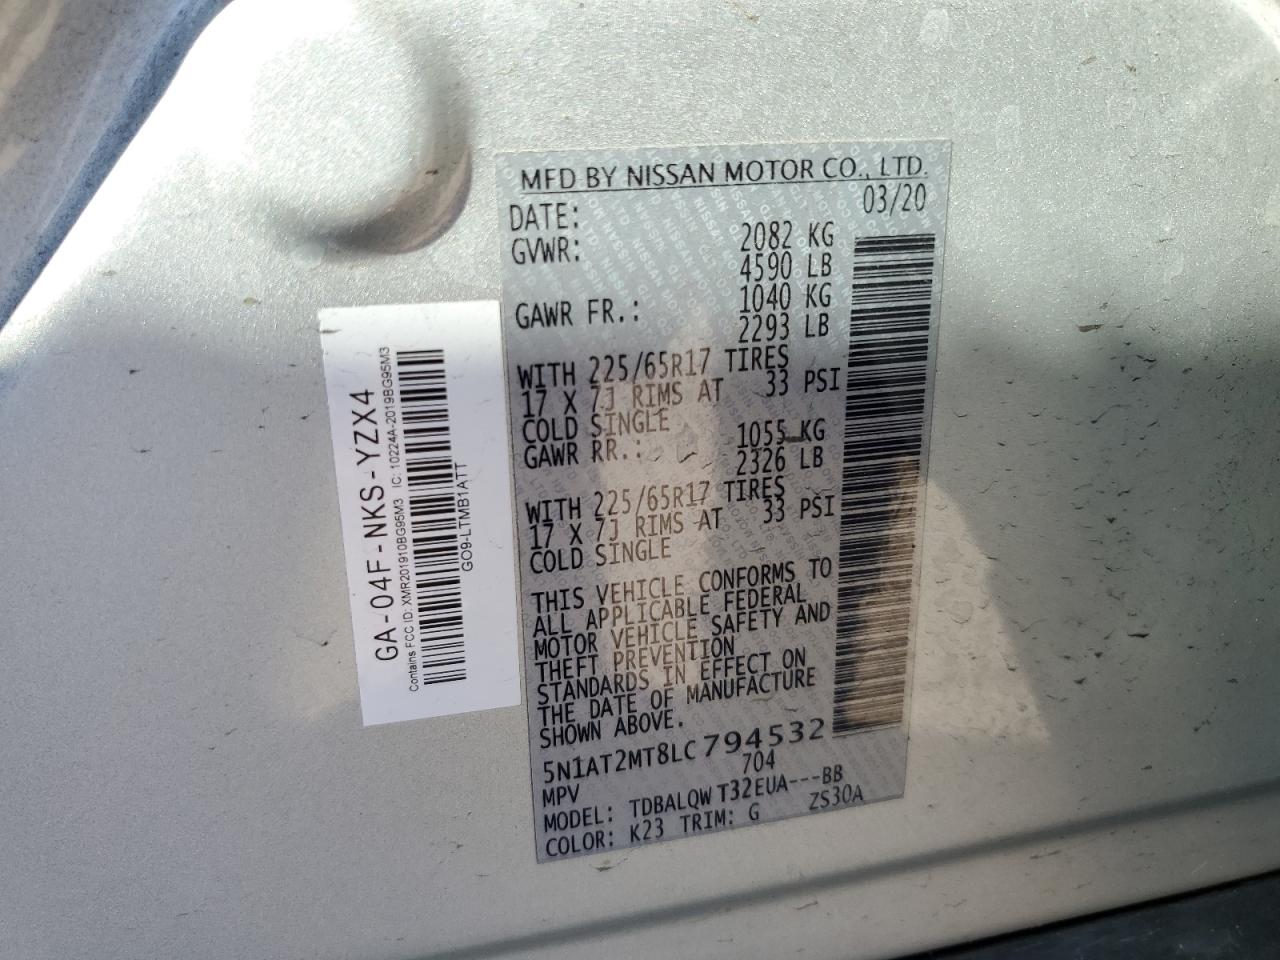 MFD BY NISSAN MOTOR CO., LTD.
DATE: 03/20
GVWR: 2082 KG
4590 LB
GAWR FR.: 1040 KG
2293 LB
WITH 225/65R17 TIRES
17 X 7J RIMS AT 33 PSI
COLD SINGLE
GAWR RR.: 1055 KG
2326 LB
WITH 225/65R17 TIRES
17 X 7J RIMS AT 33 PSI
COLD SINGLE
THIS VEHICLE CONFORMS TO
ALL APPLICABLE FEDERAL
MOTOR VEHICLE SAFETY AND
THEFT PREVENTION
STANDARDS IN EFFECT ON
THE DATE OF MANUFACTURE
SHOWN ABOVE.
5N1AT2MT8LC794532
MPV 704
MODEL: TDBALQWT32EUA---BB
COLOR: K23 TRIM: G ZS30A
GA-04F-NKS-YZX4
Contains FCC ID: XMR201910BG95M3 IC: 10224A-2019BG95M3
GO9-LTMB1ATT